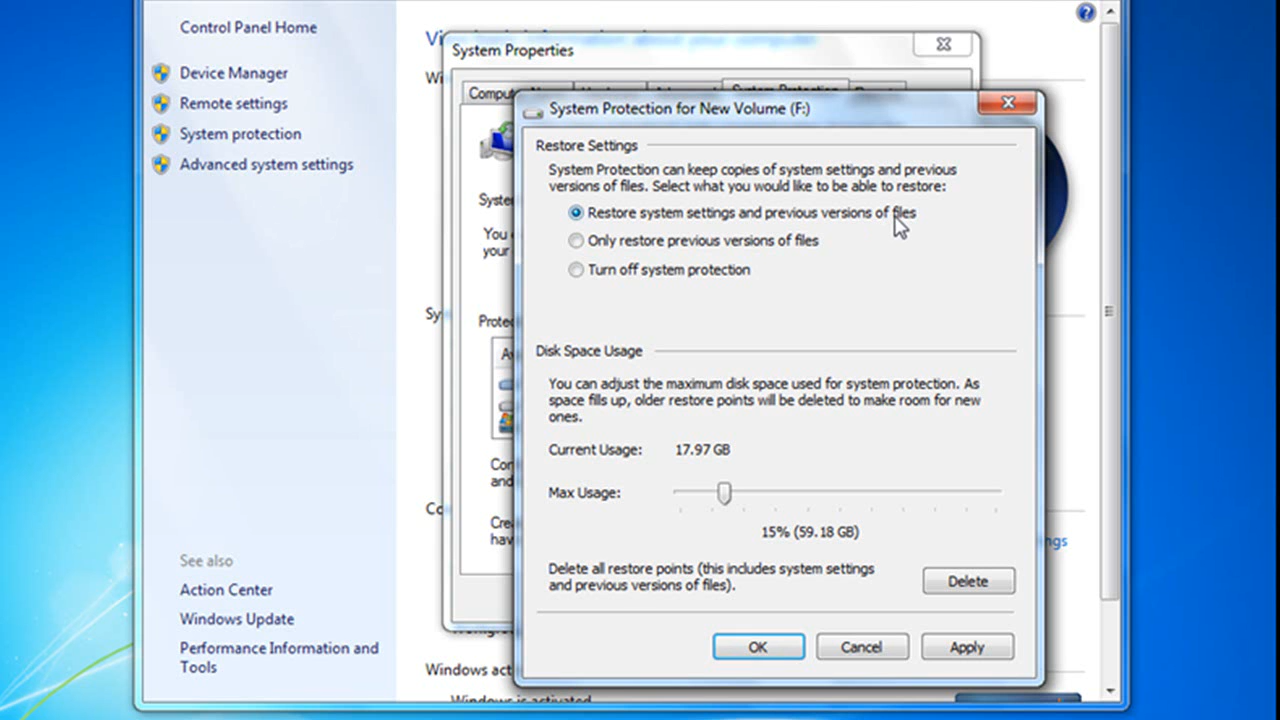 Control Panel Home
Device Manager
Remote settings
System protection
Advanced system settings
See also
Action Center
Windows Update
Performance Information and
Tools
System Properties
System Protection for New Volume (F:)
Restore Settings
System Protection can keep copies of system settings and previous
versions of files. Select what you would like to be able to restore:
Restore system settings and previous versions of files
Only restore previous versions of files
Turn off system protection
Disk Space Usage
You can adjust the maximum disk space used for system protection. As
space fills up, older restore points will be deleted to make room for new
ones.
Current Usage: 17.97 GB
Max Usage:
15% (59.18 GB)
Delete all restore points (this includes system settings
and previous versions of files).
Delete
OK Cancel Apply
Windows act
Windows is activated